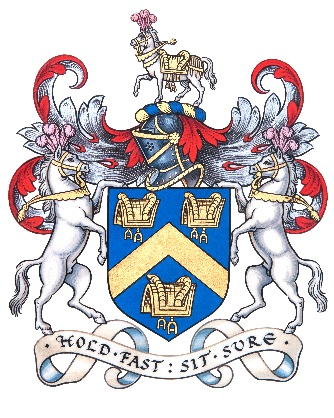 · HOLD · FAST : SIT · SURE ·